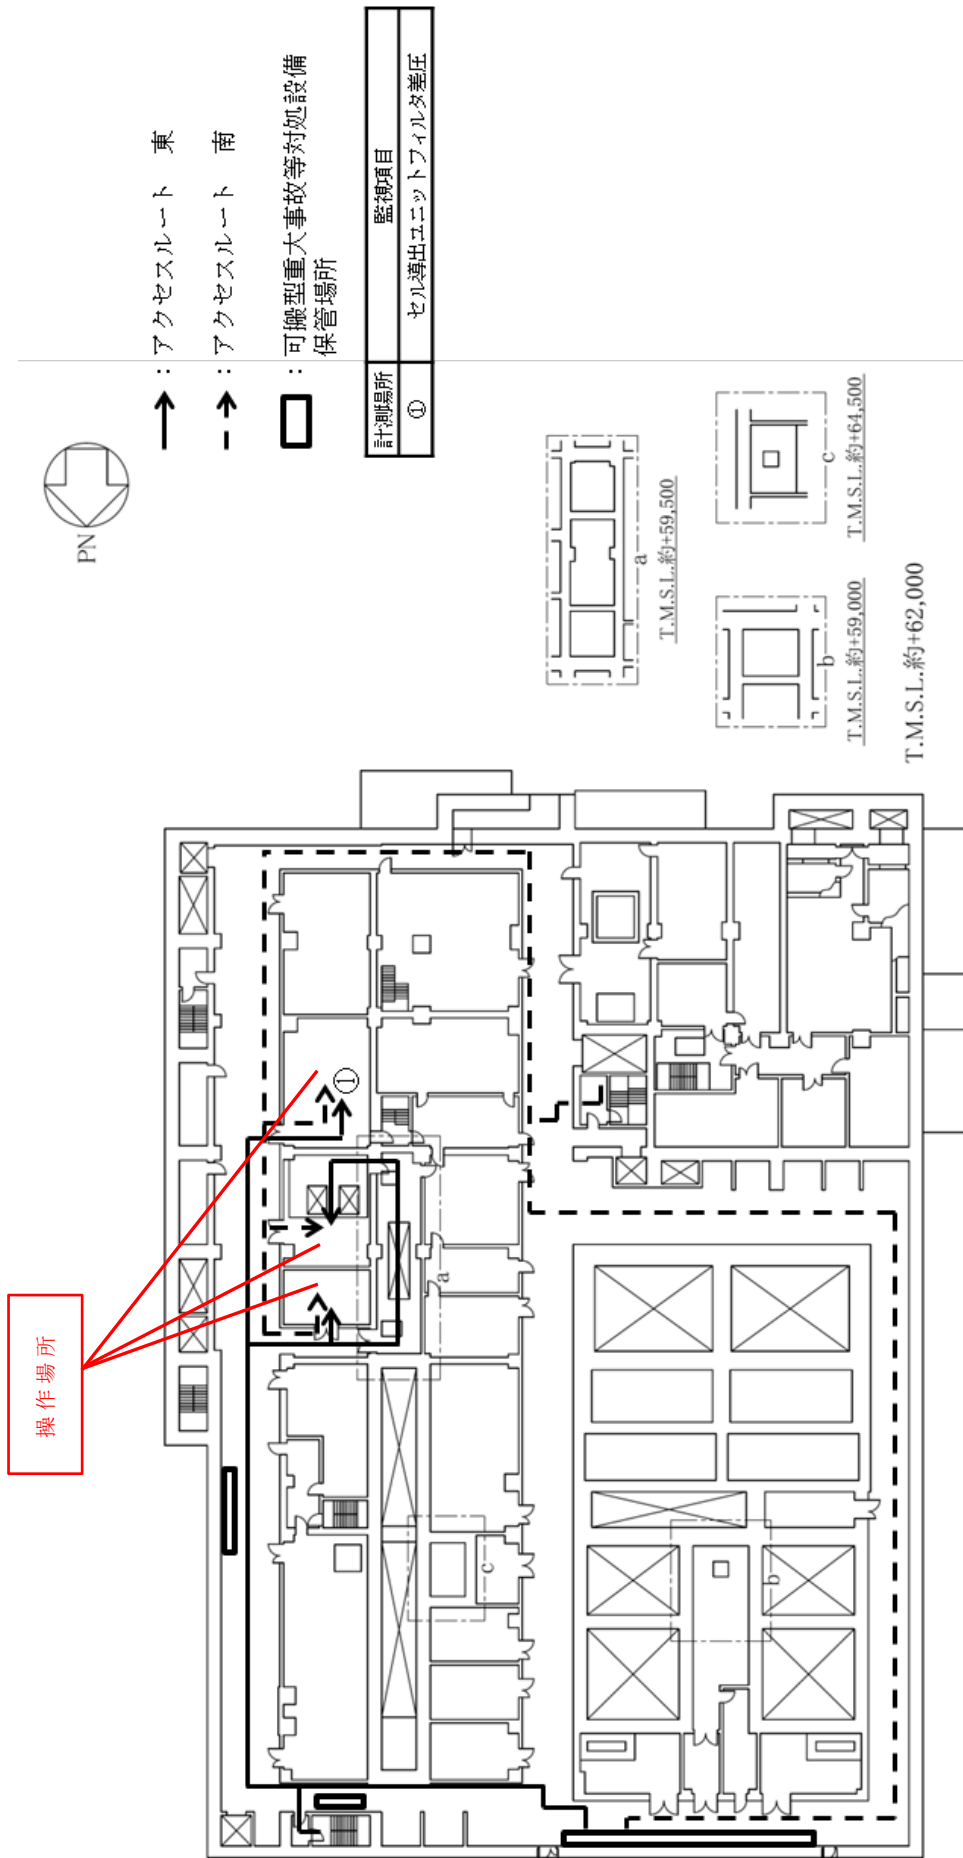 ：アクセスルート　東
：アクセスルート　南
：可搬型重大事故等対処設備
保管場所
計測場所　監視項目
①　セル導出ユニットフィルタ差圧
PN
a
T.M.S.L.約+59,500
b
T.M.S.L.約+59,000
c
T.M.S.L.約+64,500
T.M.S.L.約+62,000
操作場所
①
a
c
b